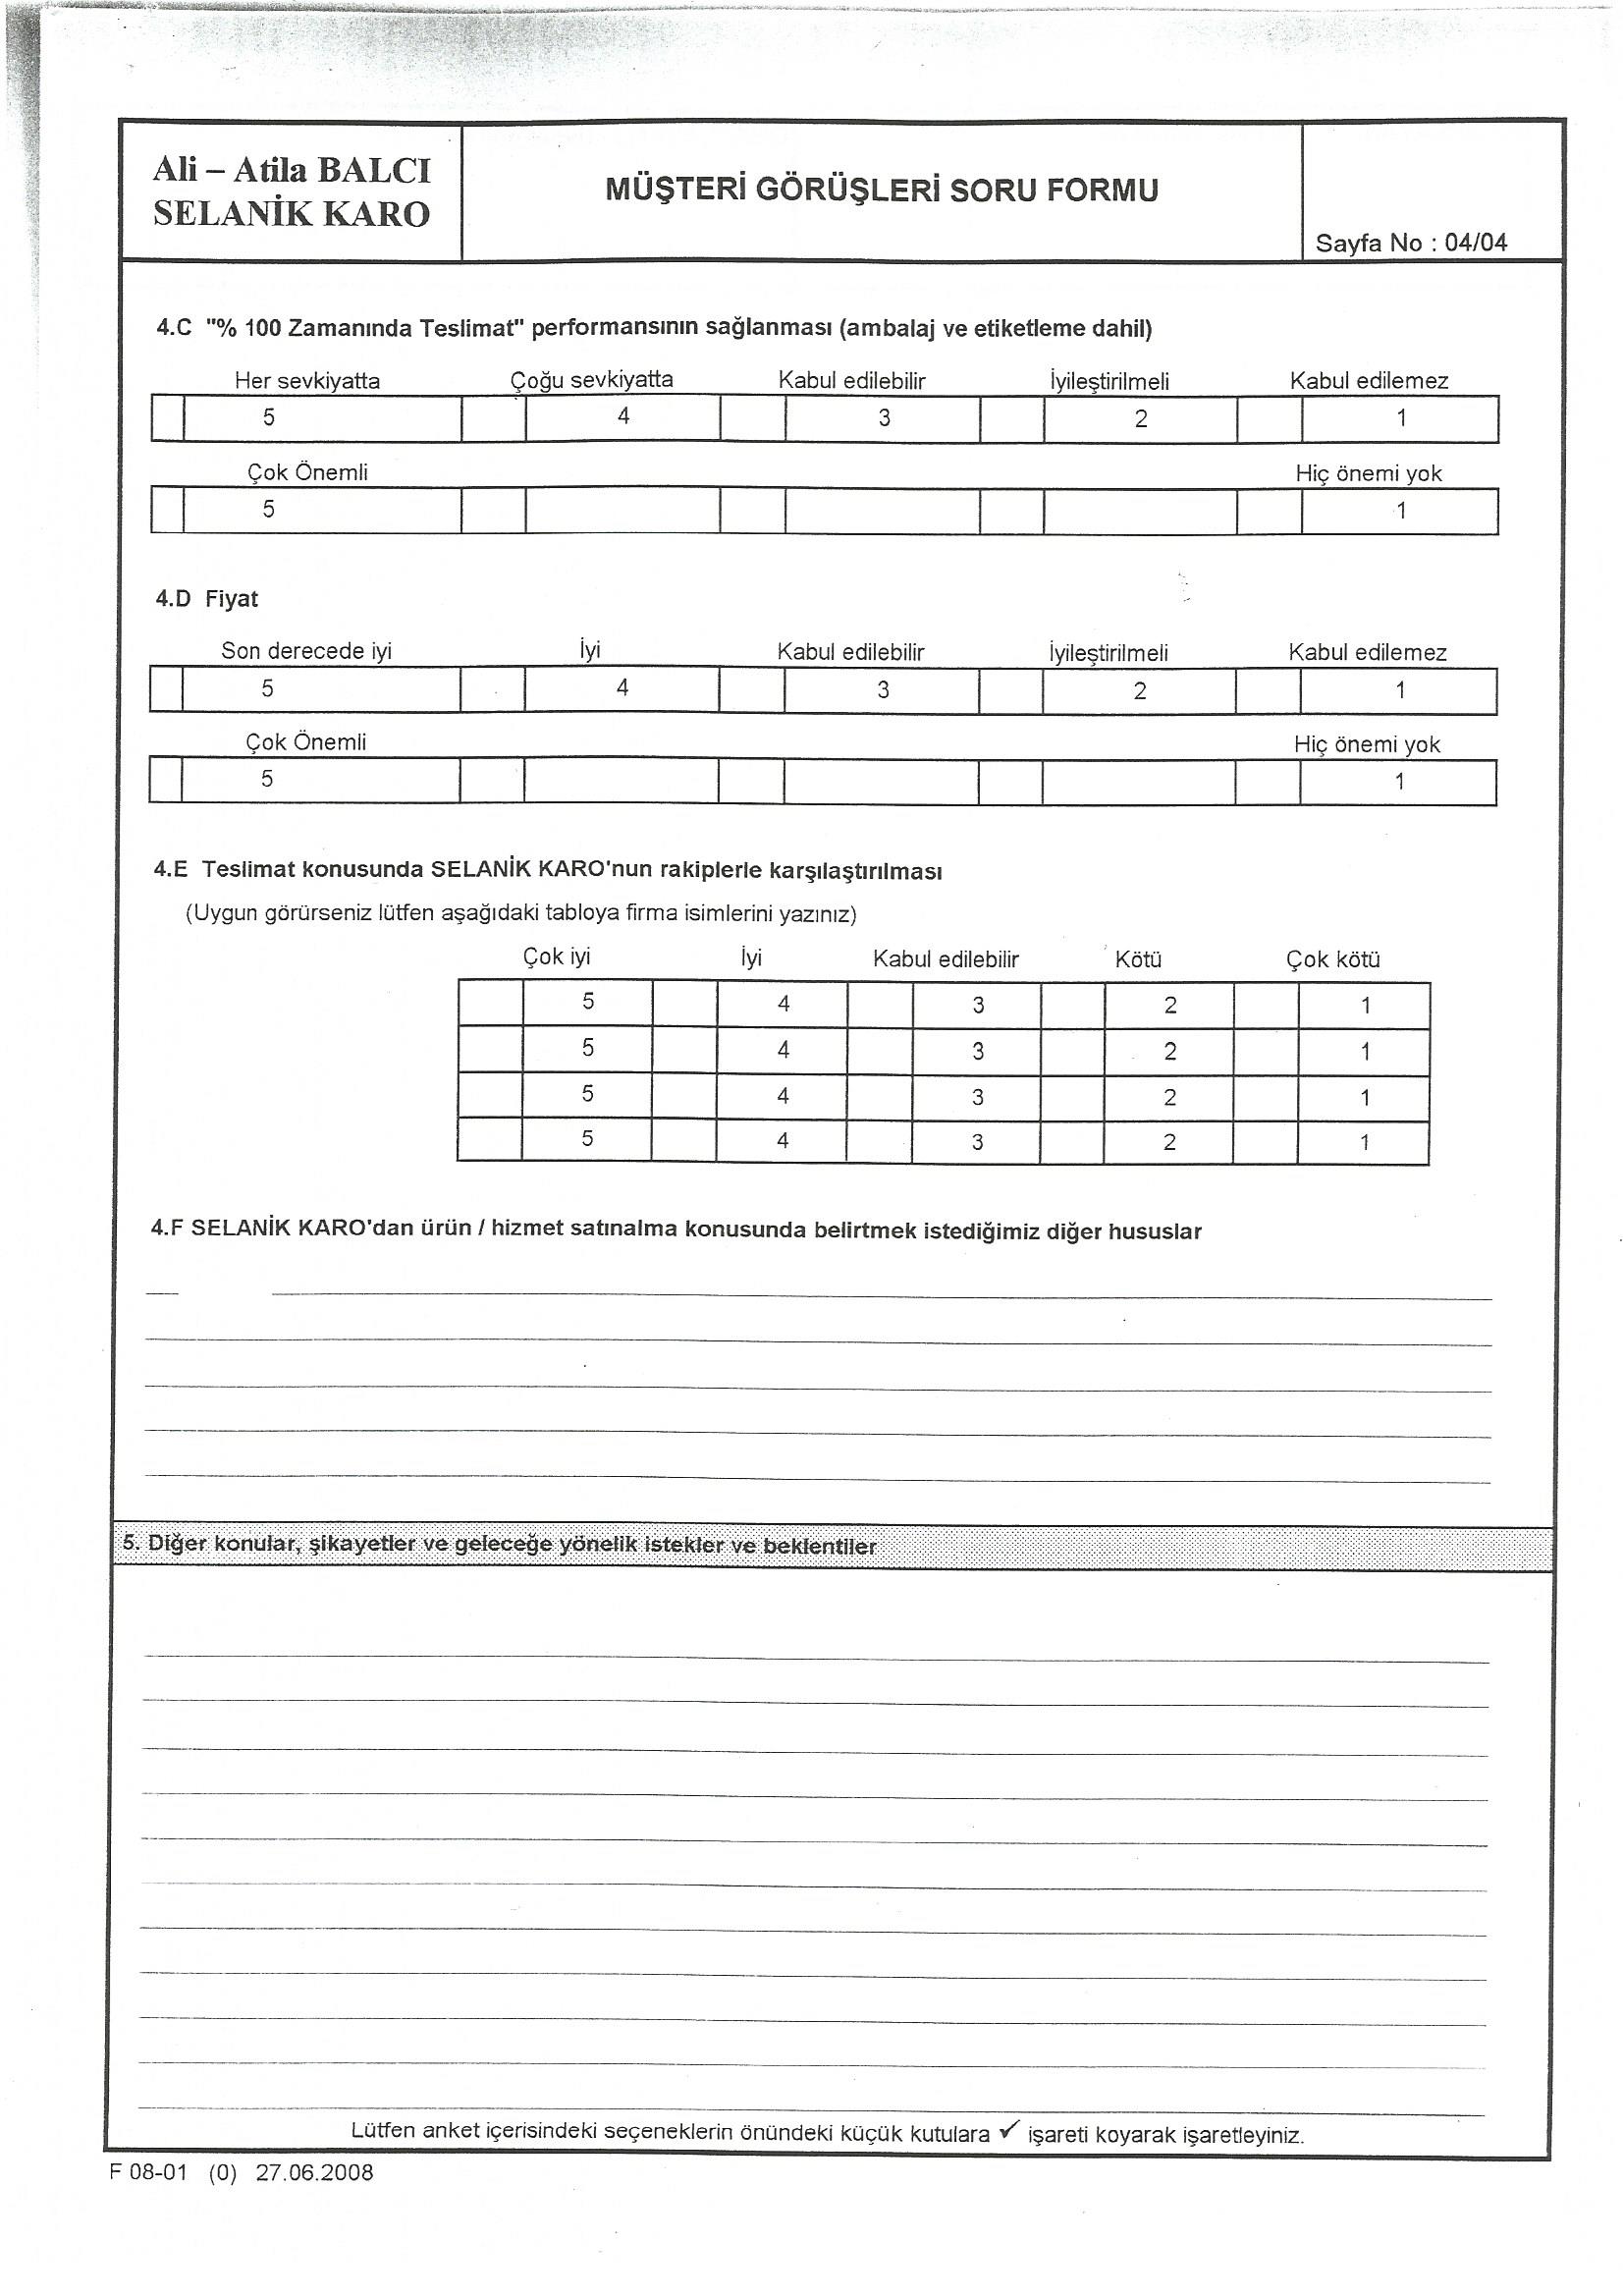 Ali – Atila BALCI
SELANİK KARO
MÜŞTERİ GÖRÜŞLERİ SORU FORMU
Sayfa No : 04/04
4.C "% 100 Zamanında Teslimat" performansının sağlanması (ambalaj ve etiketleme dahil)
Her sevkiyatta Çoğu sevkiyatta Kabul edilebilir İyileştirilmeli Kabul edilemez
5 4 3 2 1
Çok Önemli Hiç önemi yok
5 1
4.D Fiyat
Son derecede iyi İyi Kabul edilebilir İyileştirilmeli Kabul edilemez
5 4 3 2 1
Çok Önemli Hiç önemi yok
5 1
4.E Teslimat konusunda SELANİK KARO'nun rakiplerle karşılaştırılması
(Uygun görürseniz lütfen aşağıdaki tabloya firma isimlerini yazınız)
Çok iyi İyi Kabul edilebilir Kötü Çok kötü
5 4 3 2 1
5 4 3 2 1
5 4 3 2 1
5 4 3 2 1
4.F SELANİK KARO'dan ürün / hizmet satınalma konusunda belirtmek istediğimiz diğer hususlar
5. Diğer konular, şikayetler ve geleceğe yönelik istekler ve beklentiler
Lütfen anket içerisindeki seçeneklerin önündeki küçük kutulara ✓ işareti koyarak işaretleyiniz.
F 08-01 (0) 27.06.2008